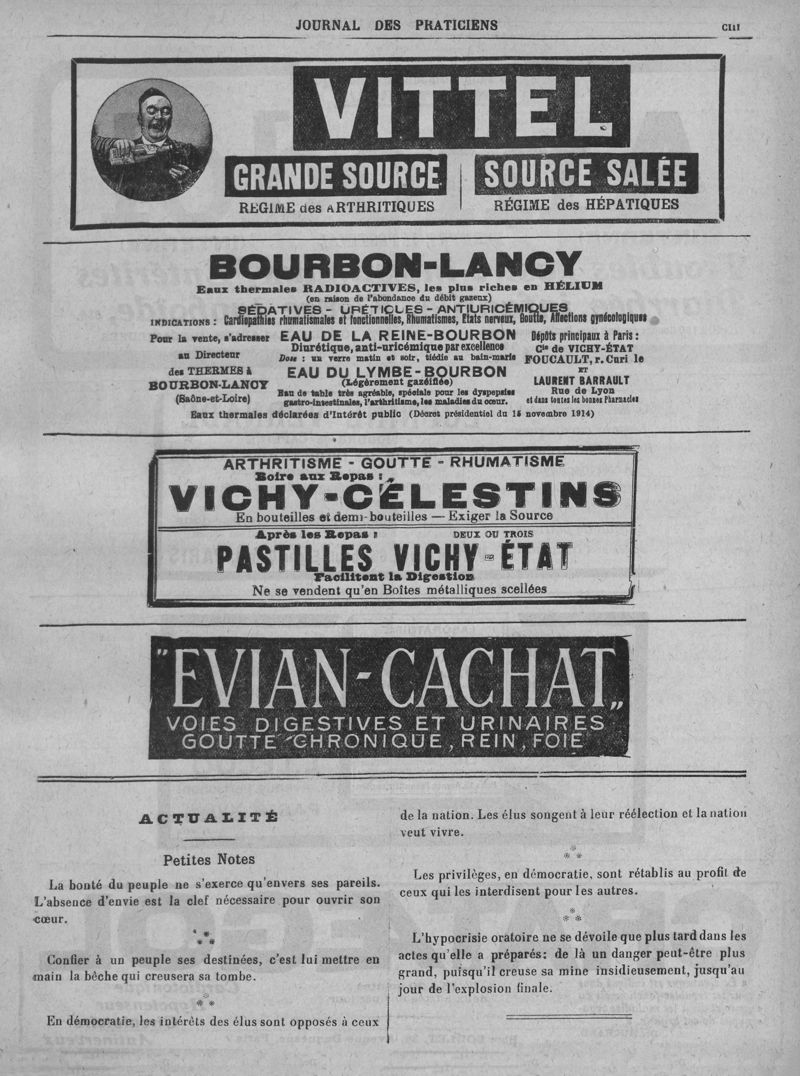 JOURNAL DES PRATICIENS
CIII
VITTEL
GRANDE SOURCE
RÉGIME des ARTHRITIQUES
SOURCE SALÉE
RÉGIME des HÉPATIQUES
BOURBON-LANCY
Eaux thermales RADIOACTIVES, les plus riches en HÉLIUM
(en raison de l'abondance du débit gazeux)
SÉDATIVES - URÉTIQUES - ANTIURICÉMIQUES
INDICATIONS : Cardiopathies rhumatismales et fonctionnelles, Rhumatismes, Etats nerveux, Goutte, Affections gynécologiques
Pour la vente, s'adresser
au Directeur
des THERMES à
BOURBON-LANCY
(Saône-et-Loire)
EAU DE LA REINE-BOURBON
Diurétique, anti-uricémique par excellence
Dose : un verre matin et soir, tiédie au bain-marie
EAU DU LYMBE-BOURBON
(Légèrement gazéifiée)
Eau de table très agréable, spéciale pour les dyspepsies
gastro-intestinales, l'arthritisme, les maladies du cœur.
Dépôts principaux à Paris :
Cie de VICHY-ÉTAT
FOUCAULT, r. Curi le
ET
LAURENT BARRAULT
Rue de Lyon
et dans toutes les bonnes Pharmacies
Eaux thermales déclarées d'Intérêt public (Décret présidentiel du 15 novembre 1914)
ARTHRITISME - GOUTTE - RHUMATISME
Boire aux Repas :
VICHY-CÉLESTINS
En bouteilles et demi-bouteilles — Exiger la Source
Après les Repas : DEUX OU TROIS
PASTILLES VICHY-ÉTAT
Facilitent la Digestion
Ne se vendent qu'en Boîtes métalliques scellées
"EVIAN-CACHAT„
VOIES DIGESTIVES ET URINAIRES
GOUTTE CHRONIQUE, REIN, FOIE
ACTUALITÉ
Petites Notes
La bonté du peuple ne s'exerce qu'envers ses pareils.
L'absence d'envie est la clef nécessaire pour ouvrir son
cœur.
* * *
Confier à un peuple ses destinées, c'est lui mettre en
main la bêche qui creusera sa tombe.
* * *
En démocratie, les intérêts des élus sont opposés à ceux
de la nation. Les élus songent à leur réélection et la nation
veut vivre.
* * *
Les privilèges, en démocratie, sont rétablis au profit de
ceux qui les interdisent pour les autres.
* * *
L'hypocrisie oratoire ne se dévoile que plus tard dans les
actes qu'elle a préparés : de là un danger peut-être plus
grand, puisqu'il creuse sa mine insidieusement, jusqu'au
jour de l'explosion finale.